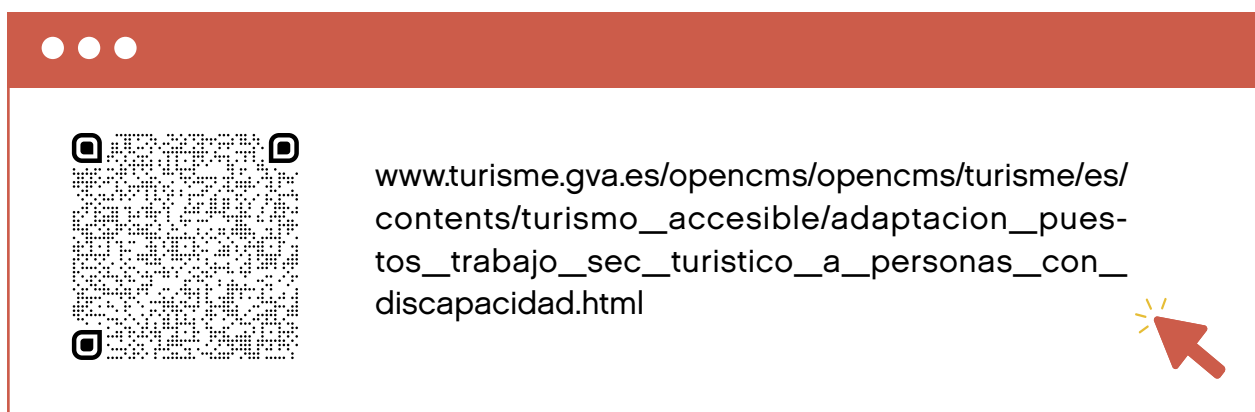 www.turisme.gva.es/opencms/opencms/turisme/es/
contents/turismo_accesible/adaptacion_pues-
tos_trabajo_sec_turistico_a_personas_con_
discapacidad.html